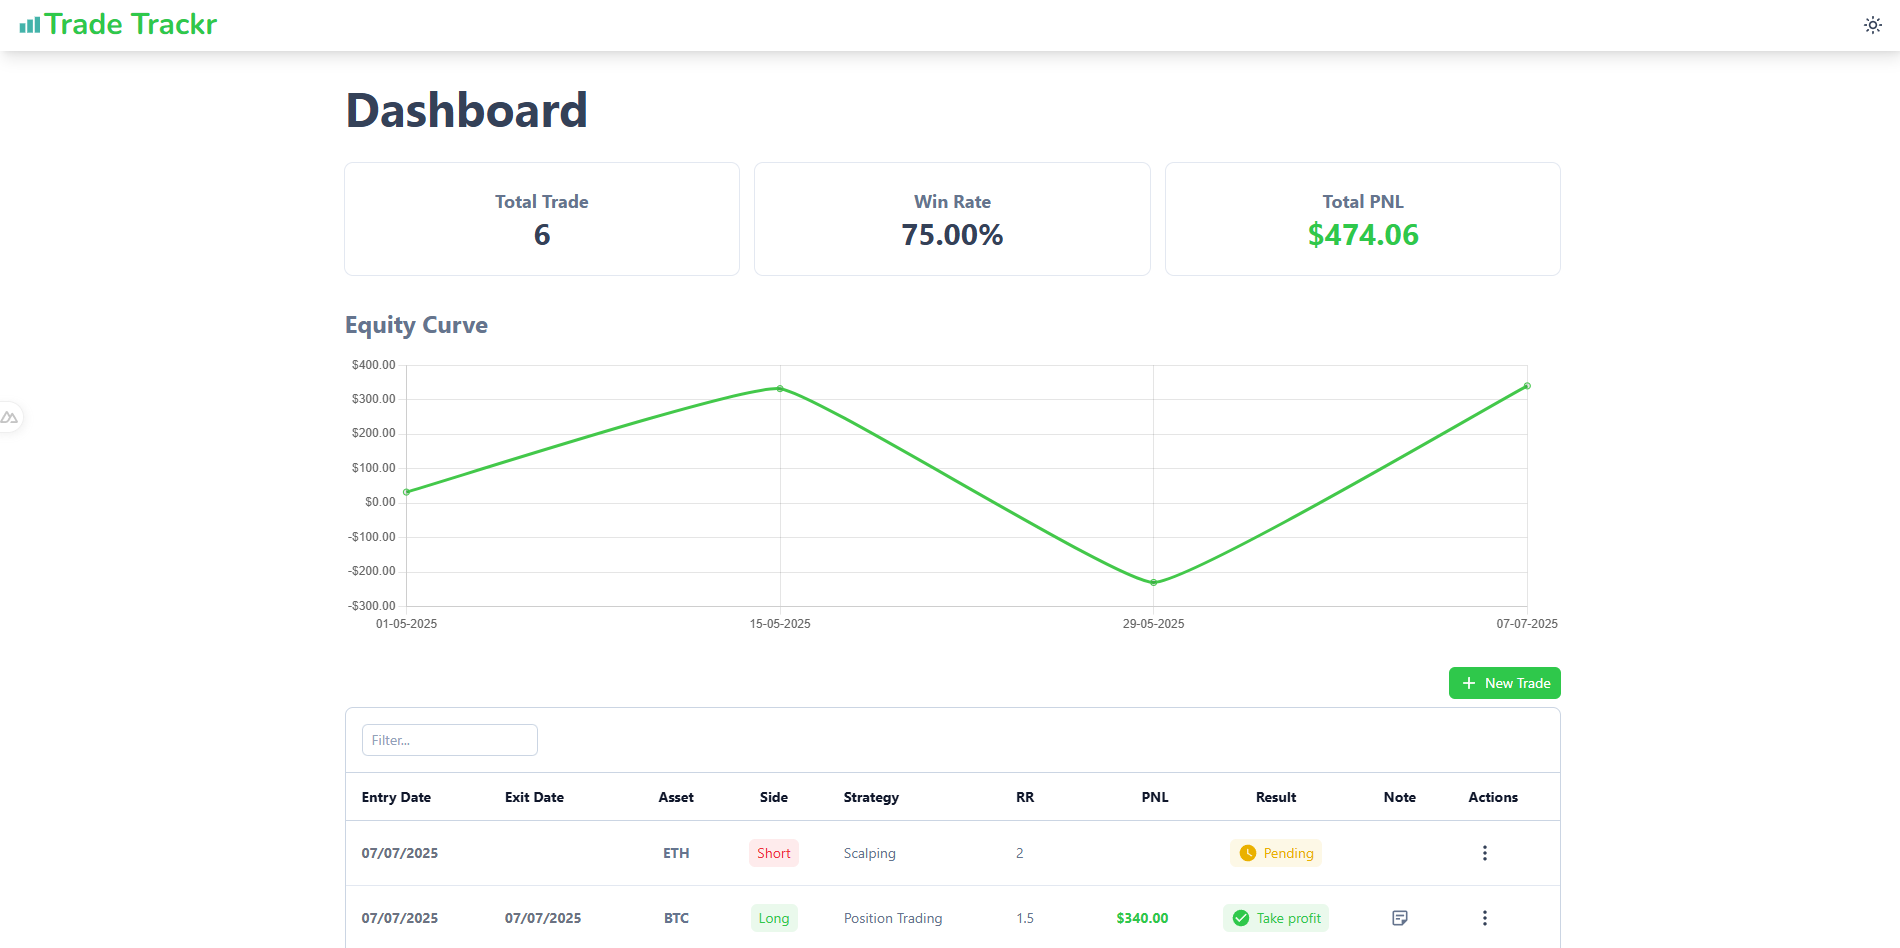 Trade Trackr
Dashboard
Total Trade
6
Win Rate
75.00%
Total PNL
$474.06
Equity Curve
$400.00
$300.00
$200.00
$100.00
$0.00
-$100.00
-$200.00
-$300.00
01-05-2025 15-05-2025 29-05-2025 07-07-2025
New Trade
Filter...
Entry Date Exit Date Asset Side Strategy RR PNL Result Note Actions
07/07/2025 ETH Short Scalping 2 Pending
07/07/2025 07/07/2025 BTC Long Position Trading 1.5 $340.00 Take profit